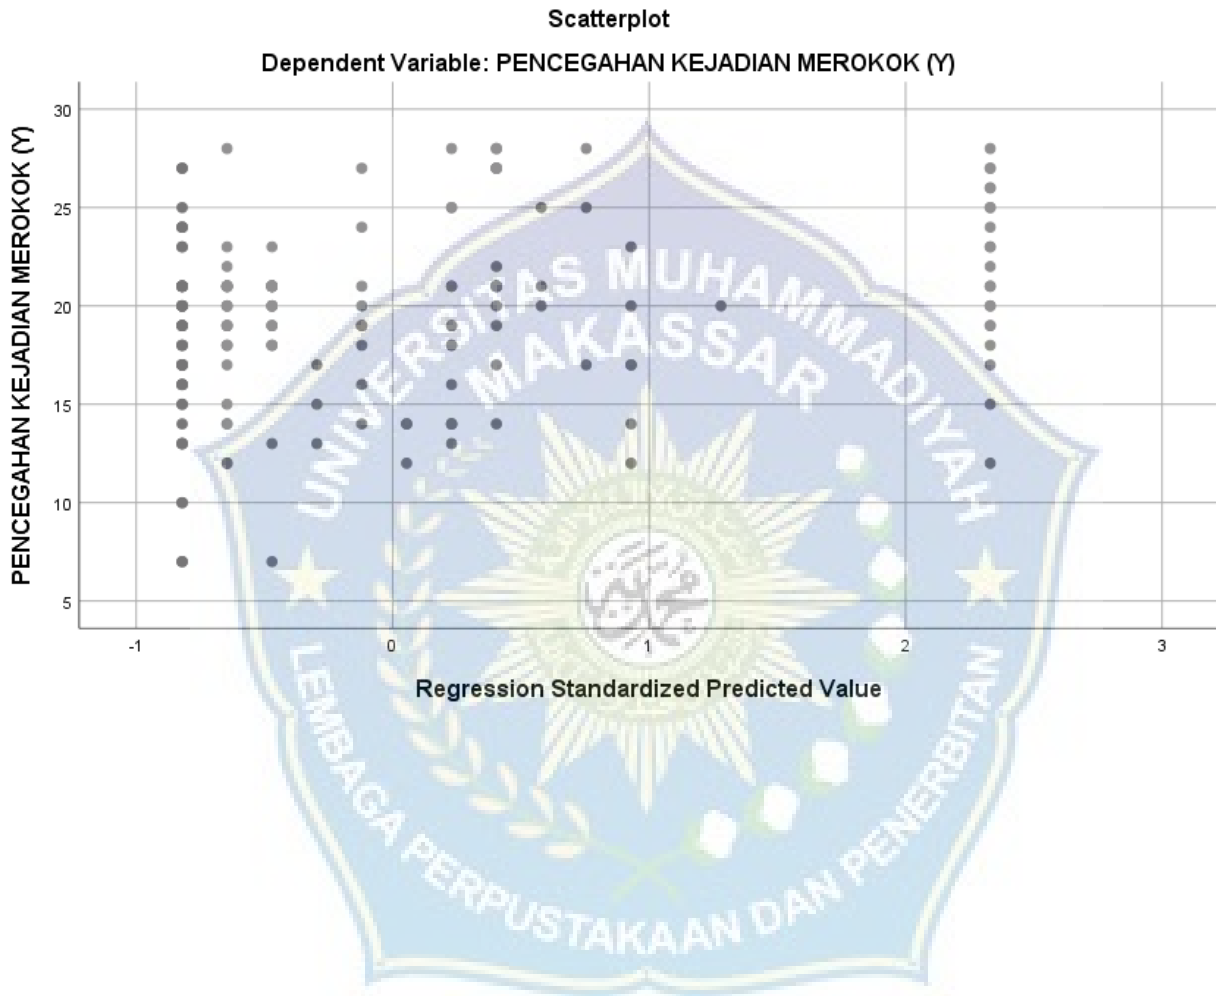 Scatterplot
Dependent Variable: PENCEGAHAN KEJADIAN MEROKOK (Y)
PENCEGAHAN KEJADIAN MEROKOK (Y)
30
25
20
15
10
5
-1 0 1 2 3
Regression Standardized Predicted Value
UNIVERSITAS MUHAMMADIYAH
MAKASSAR
LEMBAGA PERPUSTAKAAN DAN PENERBITAN